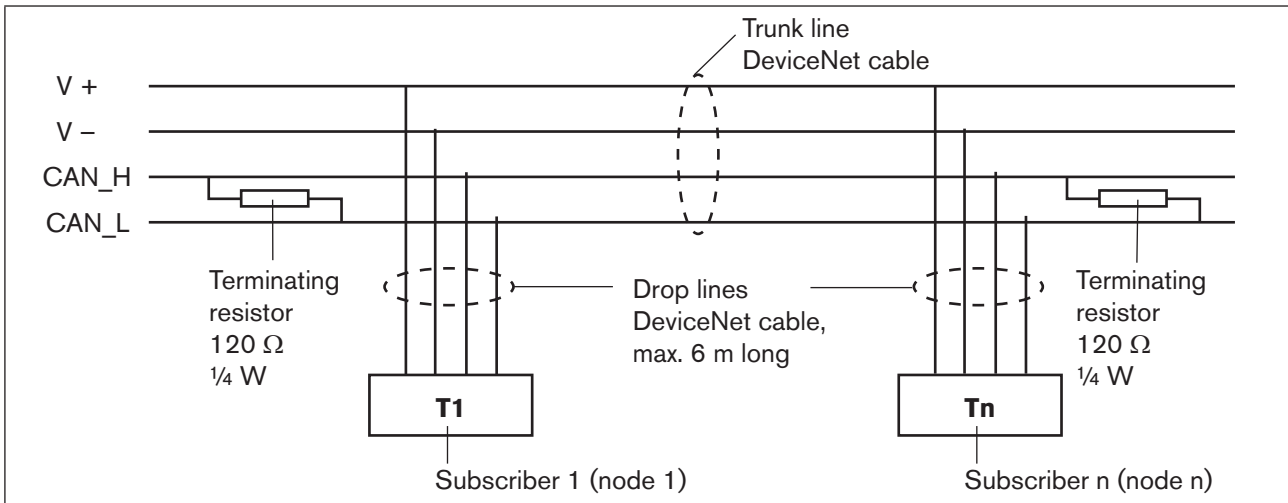 Trunk line
DeviceNet cable
V +
V –
CAN_H
CAN_L
Terminating
resistor
120 Ω
¼ W
Drop lines
DeviceNet cable,
max. 6 m long
Terminating
resistor
120 Ω
¼ W
T1
Tn
Subscriber 1 (node 1)
Subscriber n (node n)